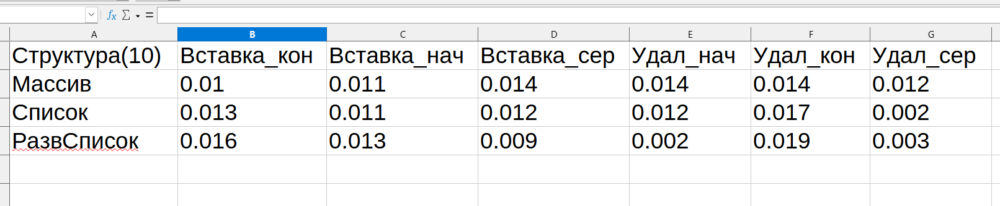 fx Σ =
A B C D E F G
Структура(10) Вставка_кон Вставка_нач Вставка_сер Удал_нач Удал_кон Удал_сер
Массив 0.01 0.011 0.014 0.014 0.014 0.012
Список 0.013 0.011 0.012 0.012 0.017 0.002
РазвСписок 0.016 0.013 0.009 0.002 0.019 0.003